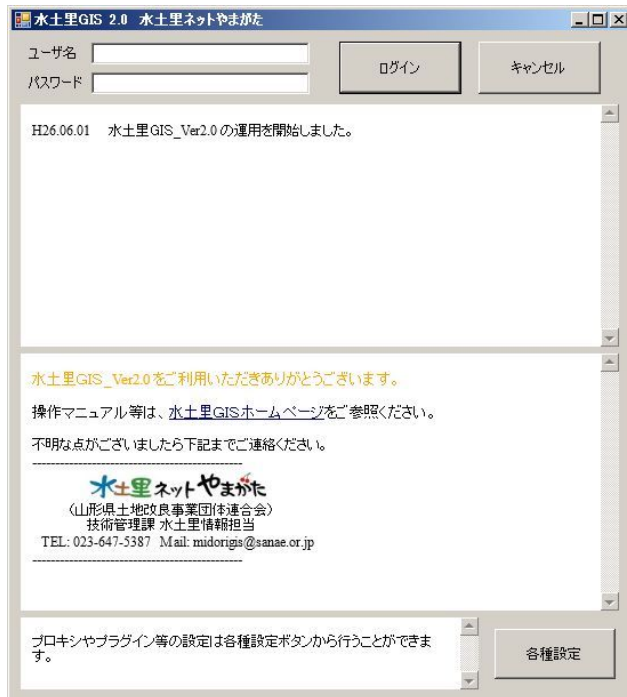 水土里GIS 2.0 水土里ネットやまがた
ユーザ名
ログイン
キャンセル
パスワード
H26.06.01 水土里GIS_Ver2.0の運用を開始しました。
水土里GIS_Ver2.0をご利用いただきありがとうございます。
操作マニュアル等は、水土里GISホームページをご参照ください。
不明な点がございましたら下記までご連絡ください。
----------------------------------------------
水土里ネットやまがた
(山形県土地改良事業団体連合会)
技術管理課 水土里情報担当
TEL: 023-647-5387 Mail: midorigis@sanae.or.jp
----------------------------------------------
プロキシやプラグイン等の設定は各種設定ボタンから行うことができま
す。
各種設定